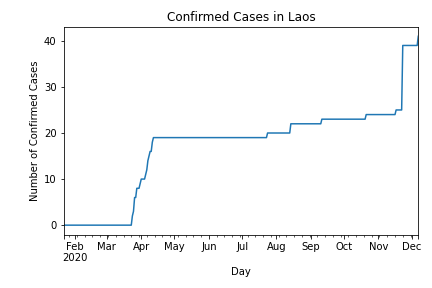 Confirmed Cases in Laos
Number of Confirmed Cases
40
30
20
10
0
Feb Mar Apr May Jun Jul Aug Sep Oct Nov Dec
2020
Day